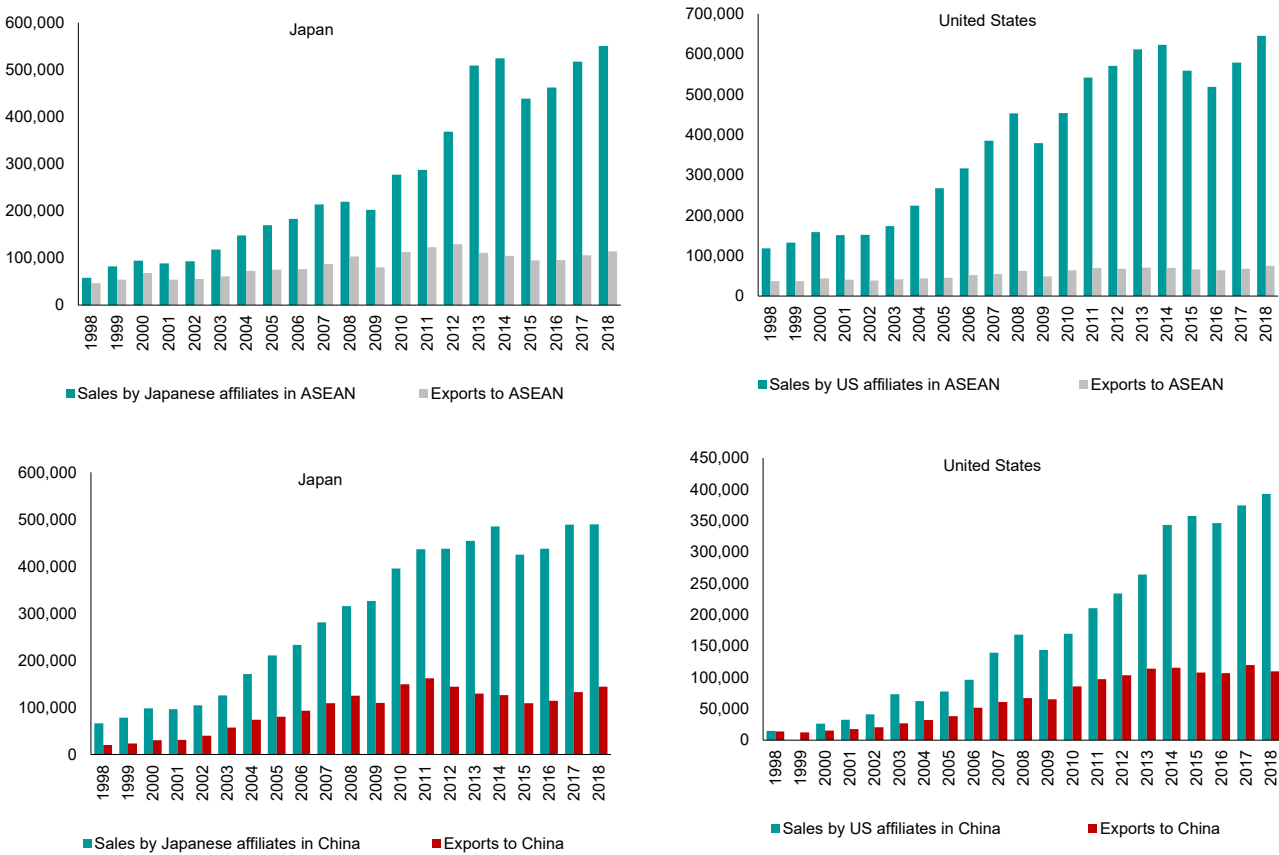 Japan
600,000
500,000
400,000
300,000
200,000
100,000
0
1998 1999 2000 2001 2002 2003 2004 2005 2006 2007 2008 2009 2010 2011 2012 2013 2014 2015 2016 2017 2018
Sales by Japanese affiliates in ASEAN Exports to ASEAN
United States
700,000
600,000
500,000
400,000
300,000
200,000
100,000
0
1998 1999 2000 2001 2002 2003 2004 2005 2006 2007 2008 2009 2010 2011 2012 2013 2014 2015 2016 2017 2018
Sales by US affiliates in ASEAN Exports to ASEAN
Japan
600,000
500,000
400,000
300,000
200,000
100,000
0
1998 1999 2000 2001 2002 2003 2004 2005 2006 2007 2008 2009 2010 2011 2012 2013 2014 2015 2016 2017 2018
Sales by Japanese affiliates in China Exports to China
United States
450,000
400,000
350,000
300,000
250,000
200,000
150,000
100,000
50,000
0
1998 1999 2000 2001 2002 2003 2004 2005 2006 2007 2008 2009 2010 2011 2012 2013 2014 2015 2016 2017 2018
Sales by US affiliates in China Exports to China